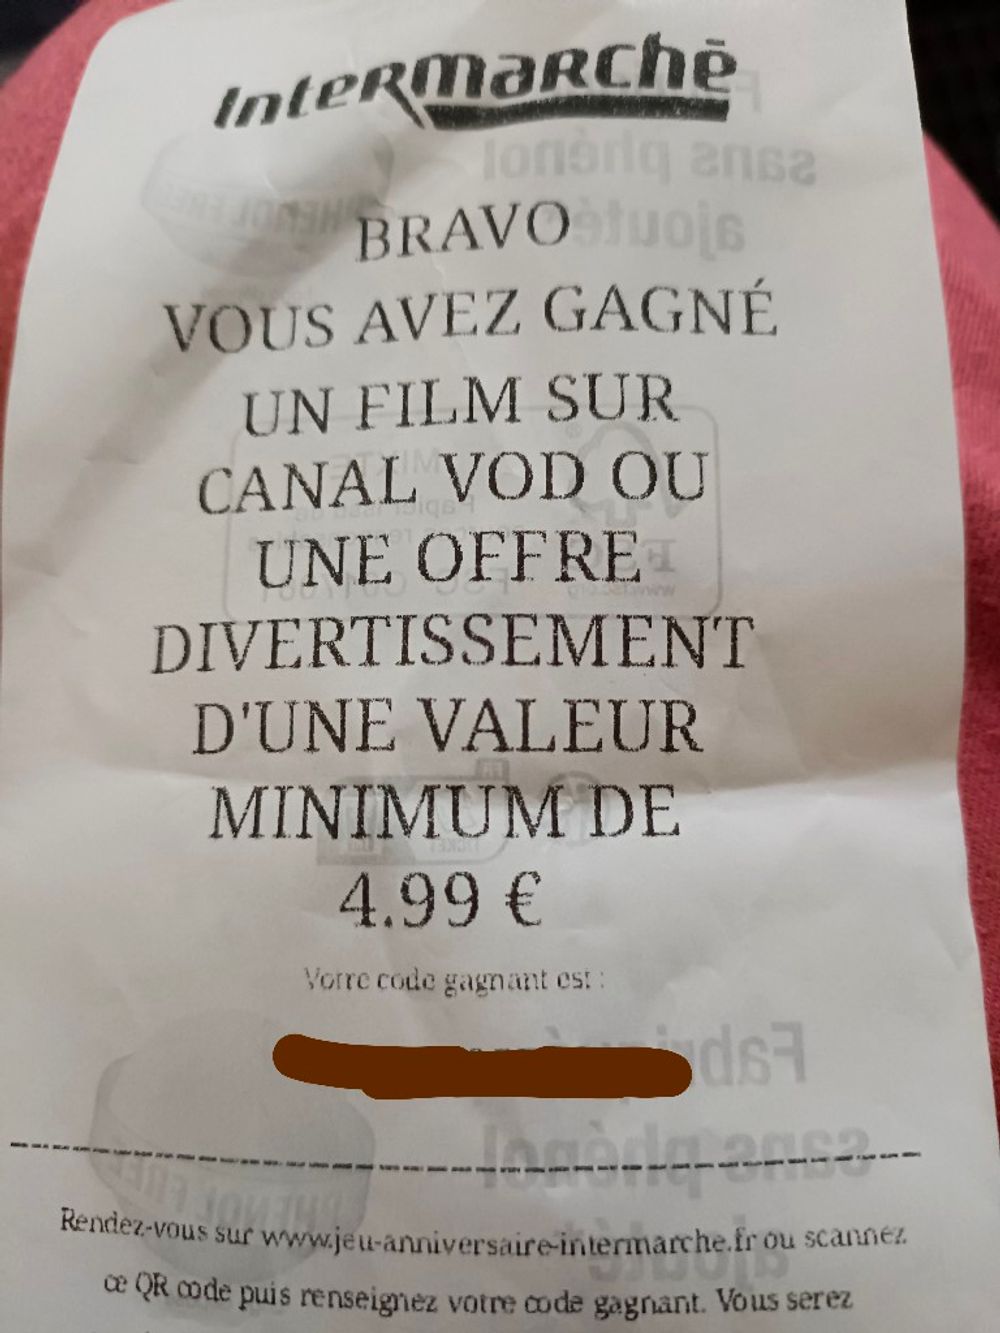 Intermarché
BRAVO
VOUS AVEZ GAGNÉ
UN FILM SUR
CANAL VOD OU
UNE OFFRE
DIVERTISSEMENT
D'UNE VALEUR
MINIMUM DE
4.99 €
Votre code gagnant est :
Rendez-vous sur www.jeu-anniversaire-intermarche.fr ou scannez
ce QR code puis renseignez votre code gagnant. Vous serez